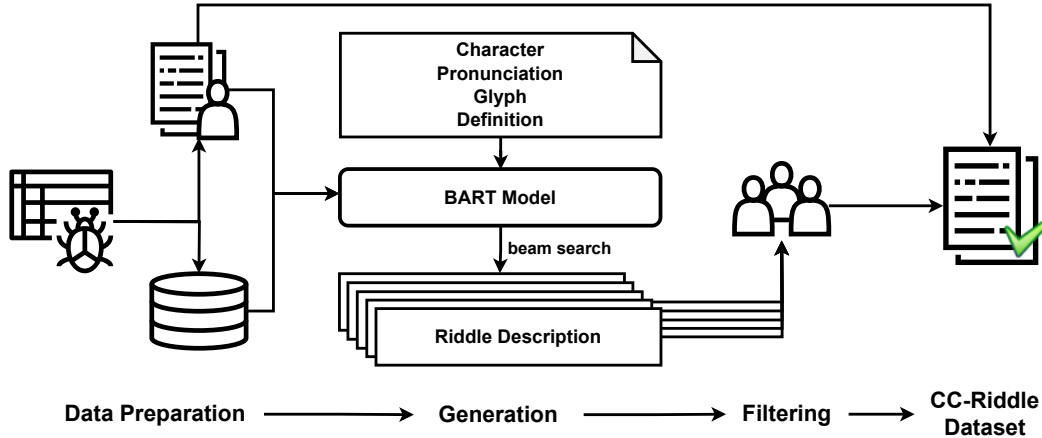 Character
Pronunciation
Glyph
Definition
BART Model
beam search
Riddle Description
Data Preparation
Generation
Filtering
CC-Riddle
Dataset